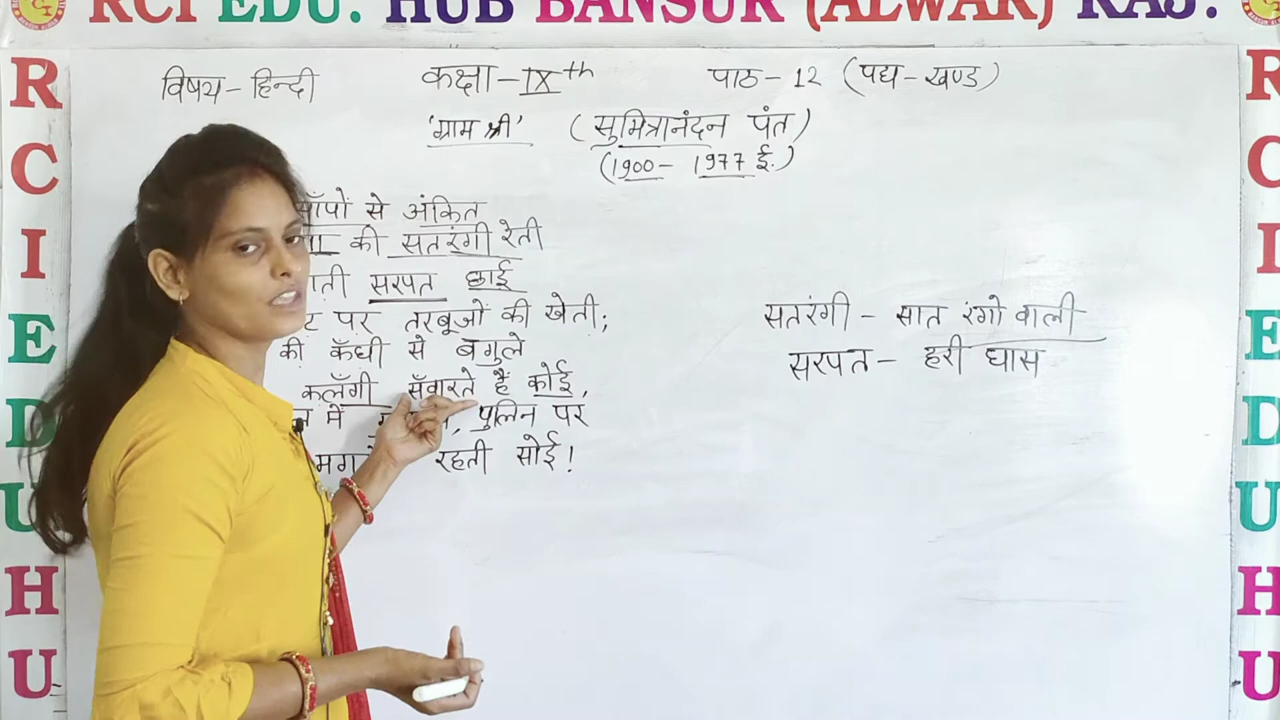 RCI EDU. HUB BANSUR (ALWAR) RAJ.
विषय - हिन्दी कक्षा - IXth पाठ - 12 (पद्य - खण्ड)
'ग्राम श्री' (सुमित्रानंदन पंत)
(1900 - 1977 ई.)
साँपों से अंकित
की सतरंगी रेती
सरपत छाई
पर तरबूजों की खेती;
की कँघी से बगुले
कलँगी सँवारते है कोई,
में पुलिन पर
रहती सोई!
सतरंगी - सात रंगो वाली
सरपत - हरी घास
R
C
I
E
D
U
H
U
R
C
I
E
D
U
H
U